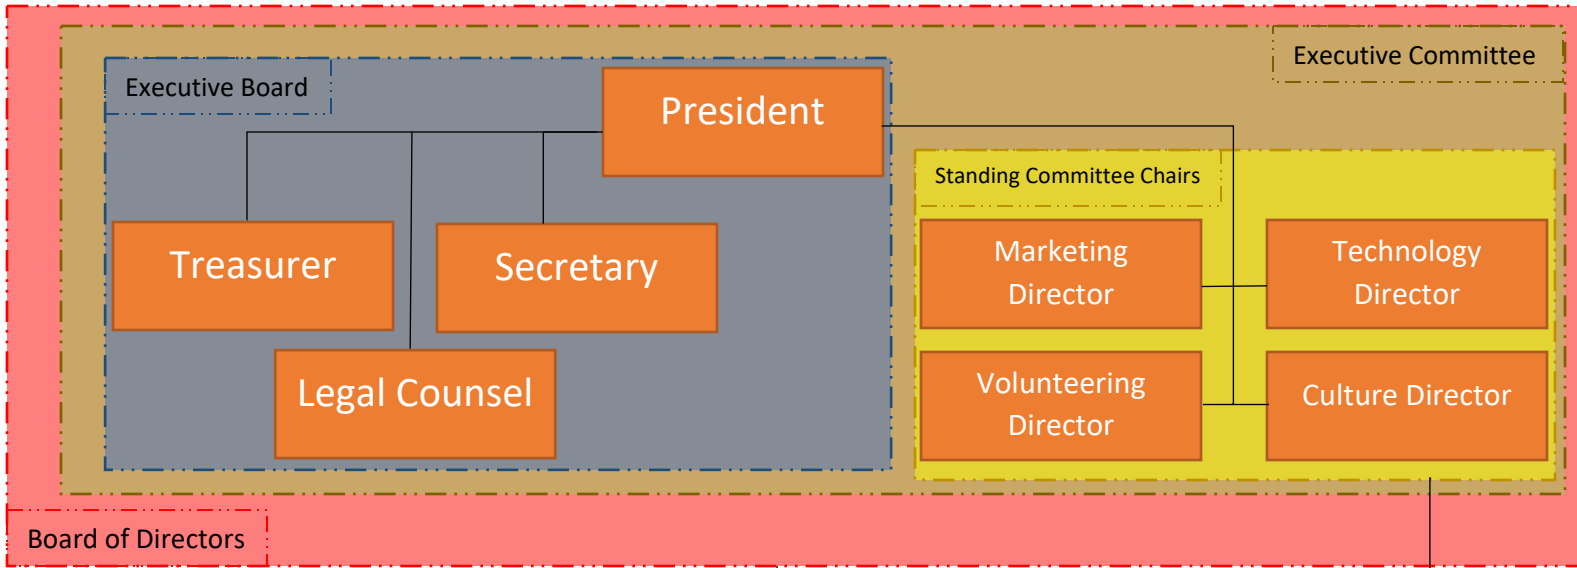 Executive Committee
Executive Board
President
Standing Committee Chairs
Treasurer
Secretary
Marketing
Director
Technology
Director
Legal Counsel
Volunteering
Director
Culture Director
Board of Directors